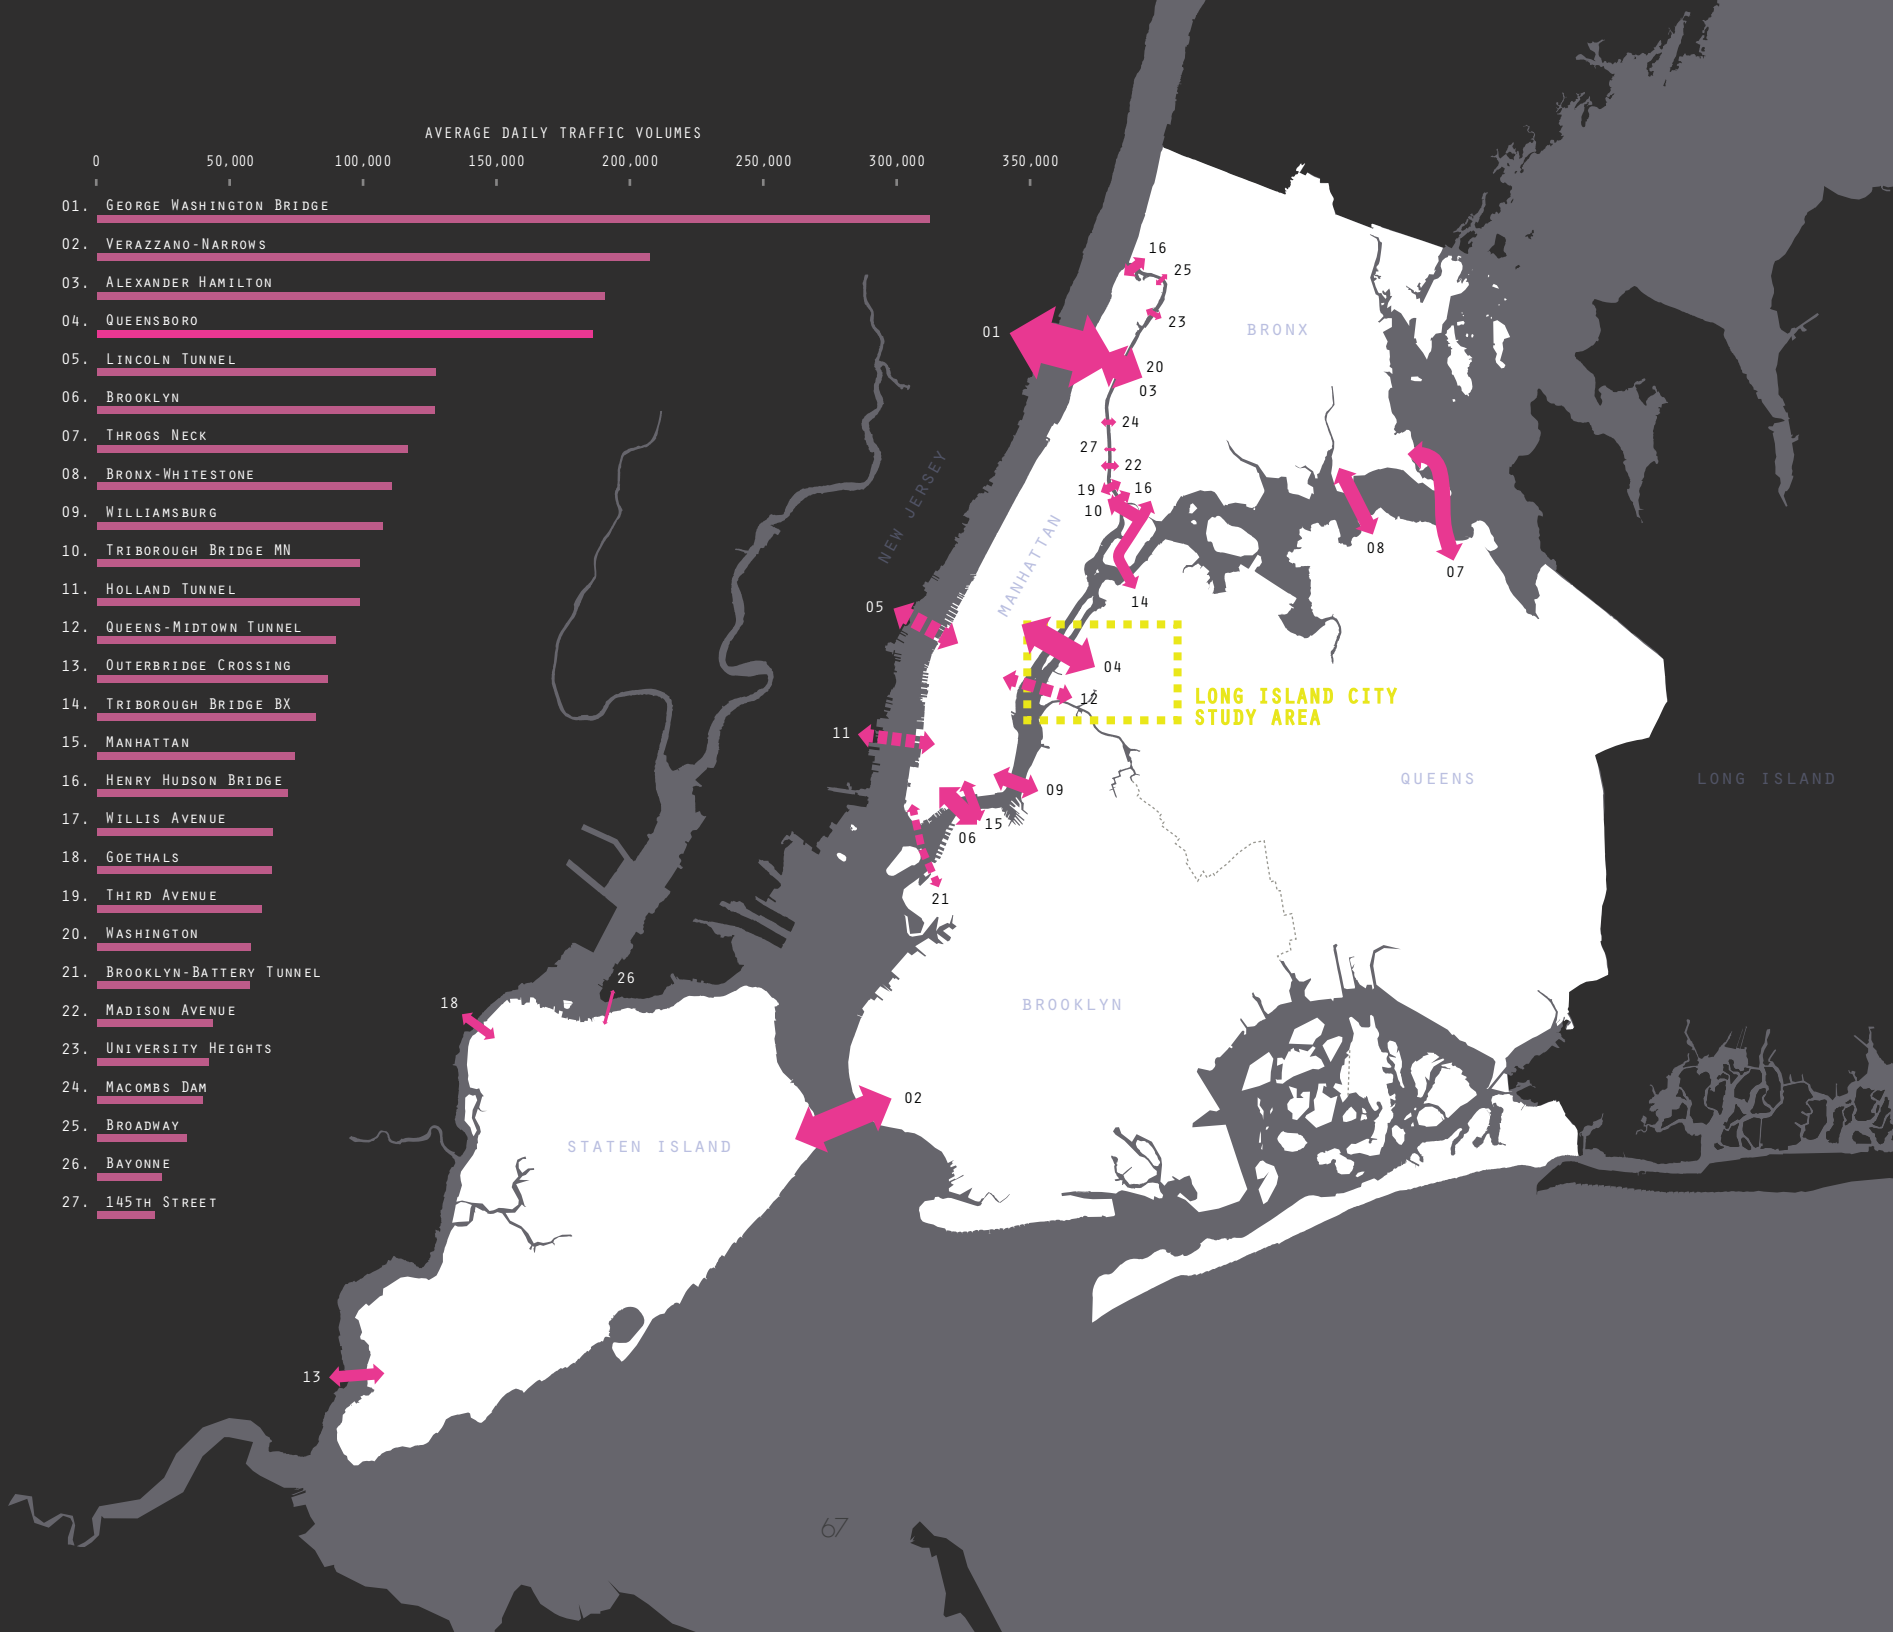 AVERAGE DAILY TRAFFIC VOLUMES
0 50,000 100,000 150,000 200,000 250,000 300,000 350,000
01. GEORGE WASHINGTON BRIDGE
02. VERAZZANO-NARROWS
03. ALEXANDER HAMILTON
04. QUEENSBORO
05. LINCOLN TUNNEL
06. BROOKLYN
07. THROGS NECK
08. BRONX-WHITESTONE
09. WILLIAMSBURG
10. TRIBOROUGH BRIDGE MN
11. HOLLAND TUNNEL
12. QUEENS-MIDTOWN TUNNEL
13. OUTERBRIDGE CROSSING
14. TRIBOROUGH BRIDGE BX
15. MANHATTAN
16. HENRY HUDSON BRIDGE
17. WILLIS AVENUE
18. GOETHALS
19. THIRD AVENUE
20. WASHINGTON
21. BROOKLYN-BATTERY TUNNEL
22. MADISON AVENUE
23. UNIVERSITY HEIGHTS
24. MACOMBS DAM
25. BROADWAY
26. BAYONNE
27. 145TH STREET
16
25
23
01
BRONX
20
03
24
27
22
19
16
10
NEW JERSEY
MANHATTAN
08
07
14
05
04
12
LONG ISLAND CITY
STUDY AREA
11
QUEENS
LONG ISLAND
09
15
06
21
26
18
BROOKLYN
02
STATEN ISLAND
13
67